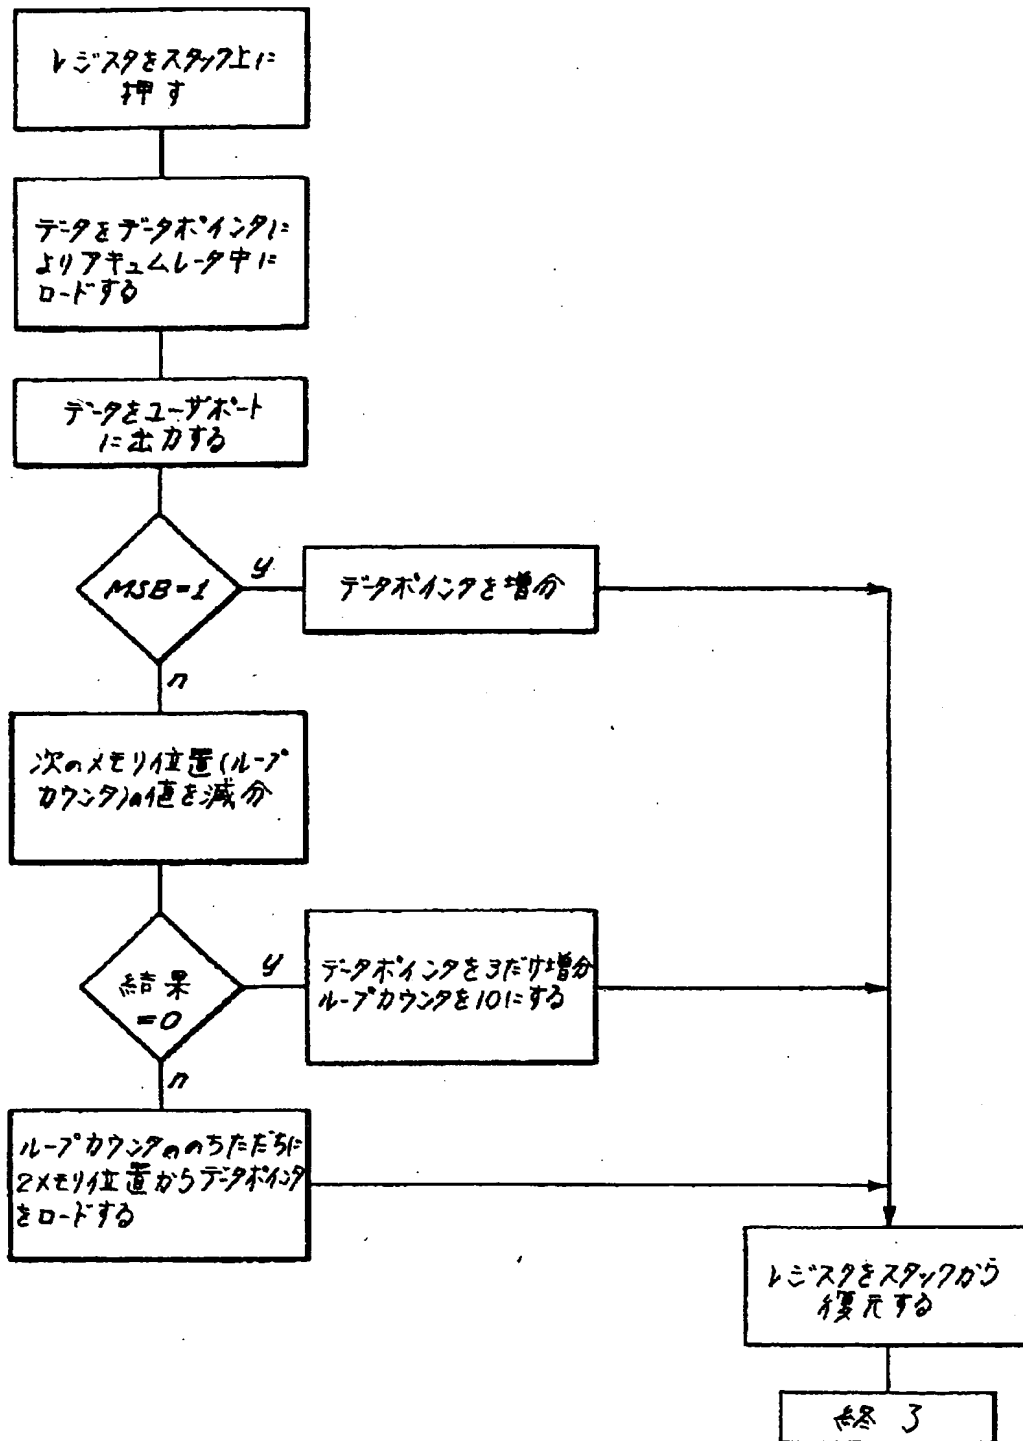 レジスタをスタック上に
押す
データをデータポインタに
よりアキュムレータ中に
ロードする
データをユーザポート
に出力する
MSB=1
y
データポインタを増分
n
次のメモリ位置(ループ
カウンタ)の値を減分
結果
=0
y
データポインタを3だけ増分
ループカウンタを10にする
n
ループカウンタののちただちに
2メモリ位置からデータポインタ
をロードする
レジスタをスタックから
復元する
終了